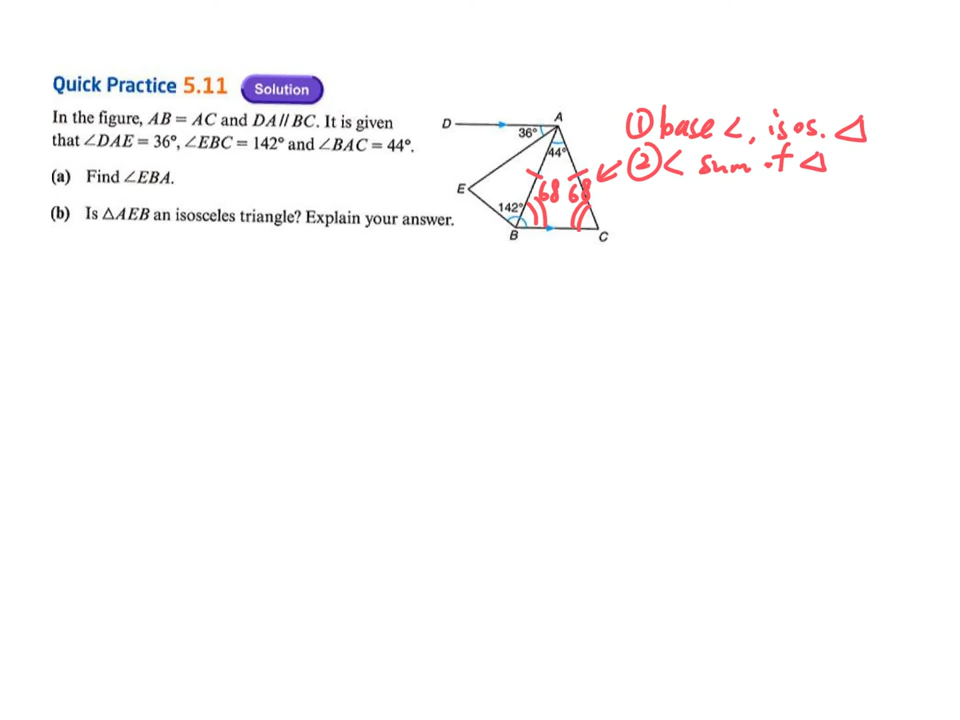 Quick Practice 5.11 Solution
In the figure, AB = AC and DA // BC. It is given
that ∠DAE = 36°, ∠EBC = 142° and ∠BAC = 44°.
(a) Find ∠EBA.
(b) Is △AEB an isosceles triangle? Explain your answer.
A
D
36°
44°
E
68 68
142°
B
C
① base ∠, isos. △
② ∠ sum of △